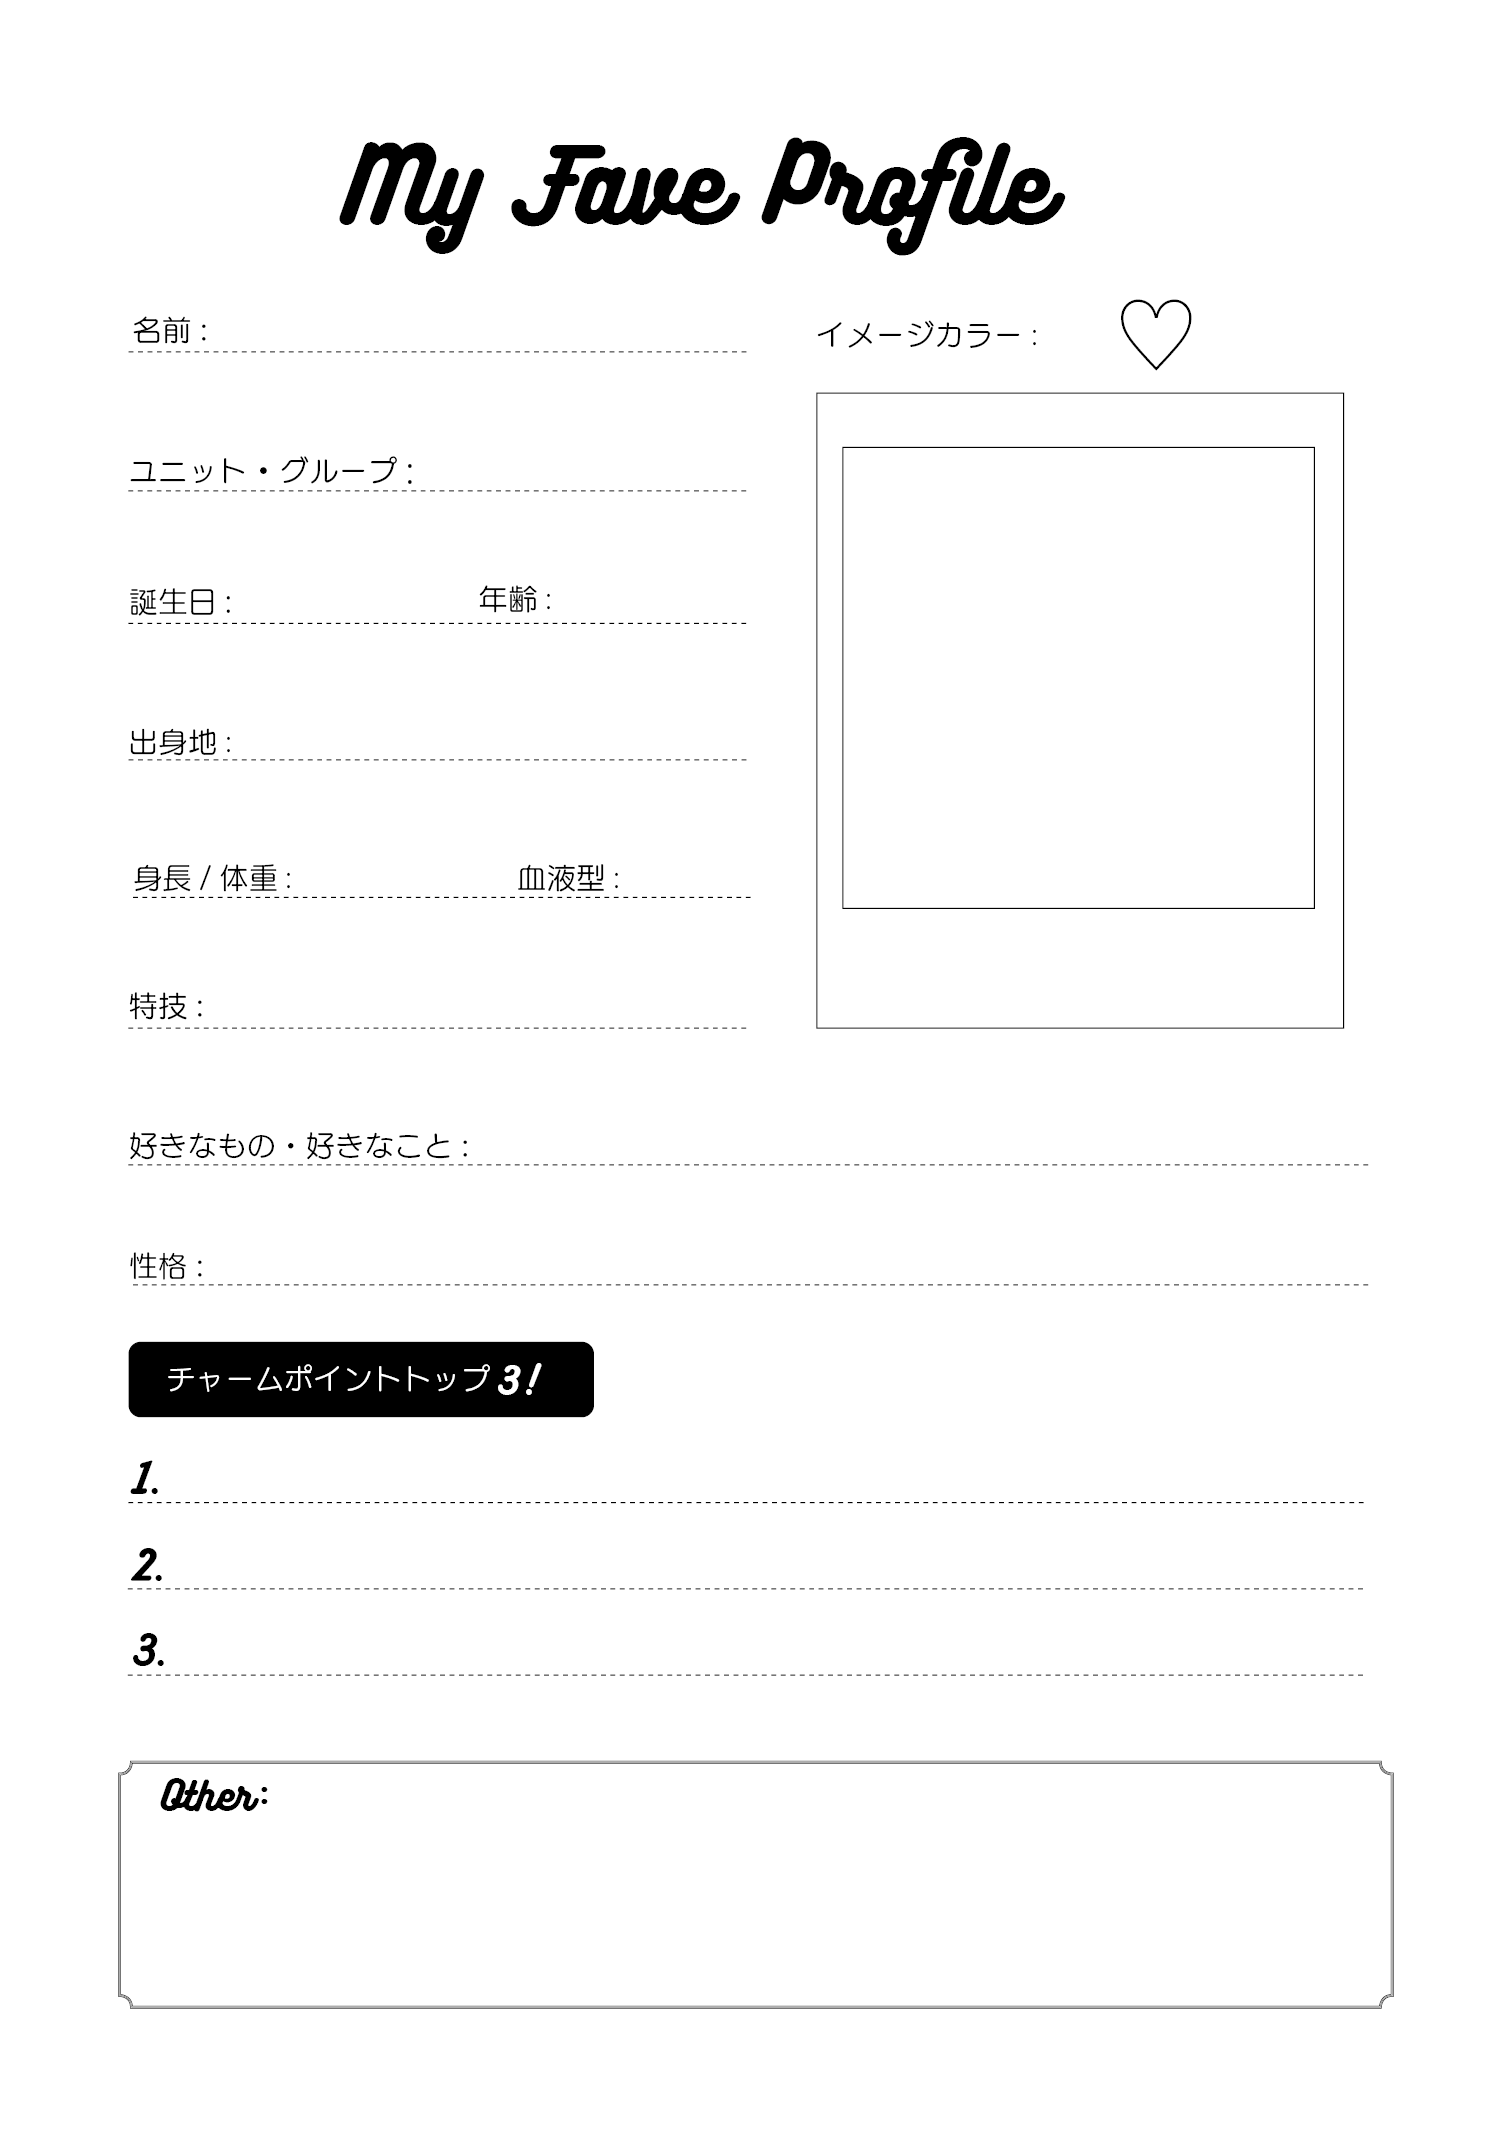 My Fave Profile
名前 :
イメージカラー :
ユニット・グループ :
誕生日 : 年齢 :
出身地 :
身長 / 体重 : 血液型 :
特技 :
好きなもの・好きなこと :
性格 :
チャームポイントトップ 3!
1.
2.
3.
Other: